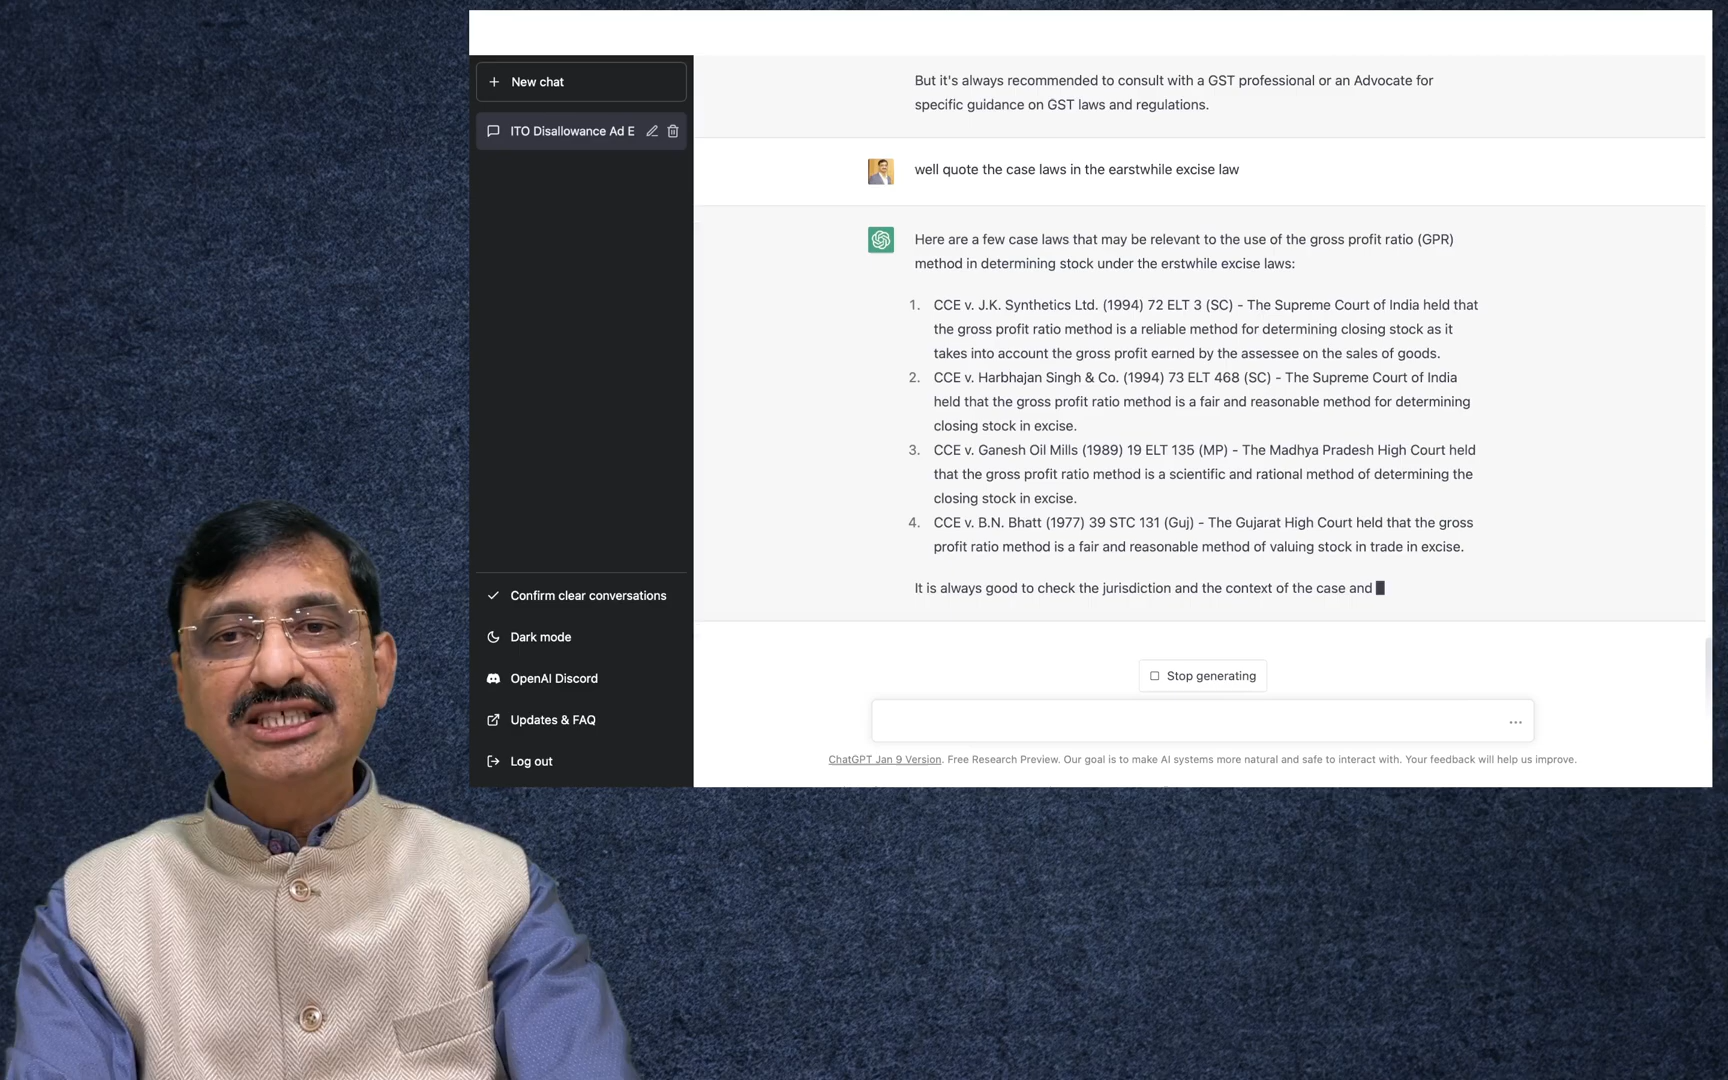 New chat
ITO Disallowance Ad E
Confirm clear conversations
Dark mode
OpenAI Discord
Updates & FAQ
Log out
But it's always recommended to consult with a GST professional or an Advocate for
specific guidance on GST laws and regulations.
well quote the case laws in the earstwhile excise law
Here are a few case laws that may be relevant to the use of the gross profit ratio (GPR)
method in determining stock under the erstwhile excise laws:
1. CCE v. J.K. Synthetics Ltd. (1994) 72 ELT 3 (SC) - The Supreme Court of India held that
the gross profit ratio method is a reliable method for determining closing stock as it
takes into account the gross profit earned by the assessee on the sales of goods.
2. CCE v. Harbhajan Singh & Co. (1994) 73 ELT 468 (SC) - The Supreme Court of India
held that the gross profit ratio method is a fair and reasonable method for determining
closing stock in excise.
3. CCE v. Ganesh Oil Mills (1989) 19 ELT 135 (MP) - The Madhya Pradesh High Court held
that the gross profit ratio method is a scientific and rational method of determining the
closing stock in excise.
4. CCE v. B.N. Bhatt (1977) 39 STC 131 (Guj) - The Gujarat High Court held that the gross
profit ratio method is a fair and reasonable method of valuing stock in trade in excise.
It is always good to check the jurisdiction and the context of the case and
Stop generating
ChatGPT Jan 9 Version. Free Research Preview. Our goal is to make AI systems more natural and safe to interact with. Your feedback will help us improve.